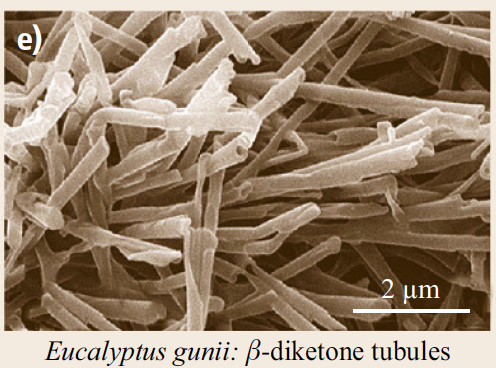 e)
2 µm
Eucalyptus gunii: β-diketone tubules